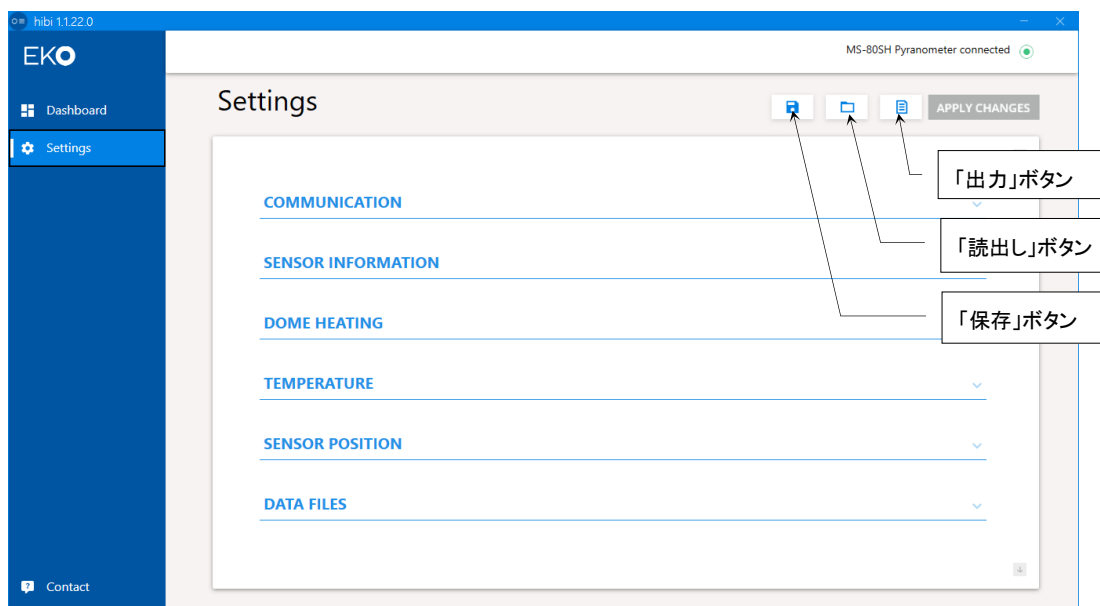 hibi 1.1.22.0
EKO
MS-80SH Pyranometer connected
Dashboard
Settings
Settings
APPLY CHANGES
「出力」ボタン
COMMUNICATION
「読出し」ボタン
SENSOR INFORMATION
「保存」ボタン
DOME HEATING
TEMPERATURE
SENSOR POSITION
DATA FILES
Contact